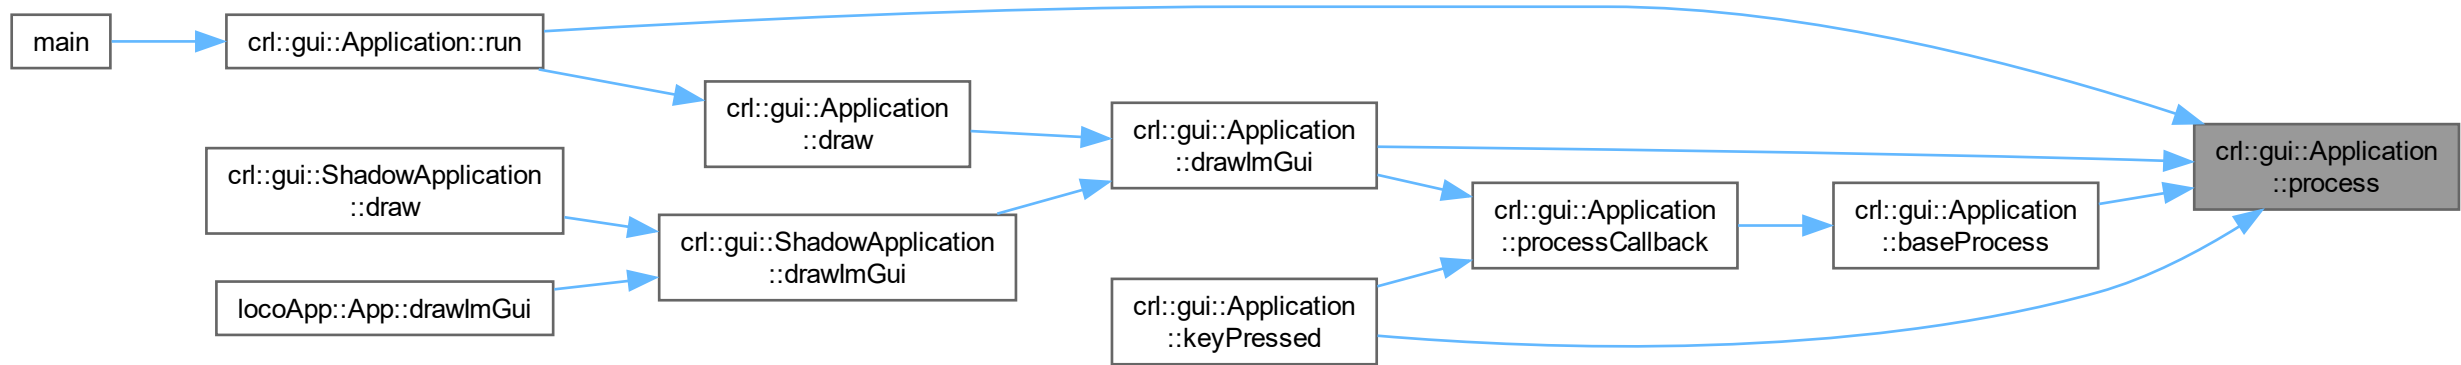 main
crl::gui::Application::run
crl::gui::Application
::draw
crl::gui::ShadowApplication
::draw
crl::gui::ShadowApplication
::drawImGui
locoApp::App::drawImGui
crl::gui::Application
::drawImGui
crl::gui::Application
::keyPressed
crl::gui::Application
::processCallback
crl::gui::Application
::baseProcess
crl::gui::Application
::process